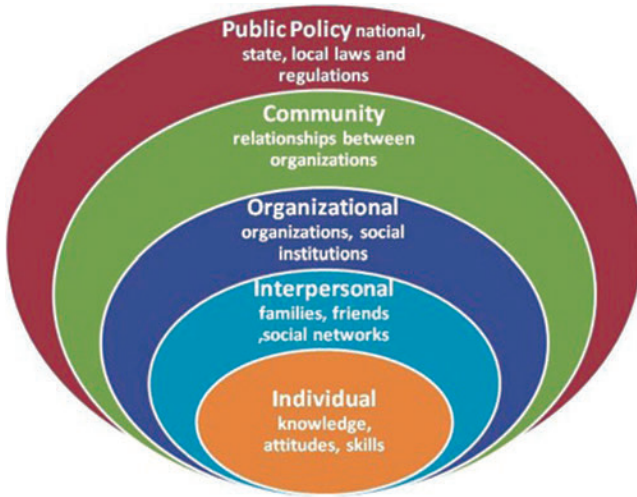 Public Policy national,
state, local laws and
regulations
Community
relationships between
organizations
Organizational
organizations, social
institutions
Interpersonal
families, friends
,social networks
Individual
knowledge,
attitudes, skills